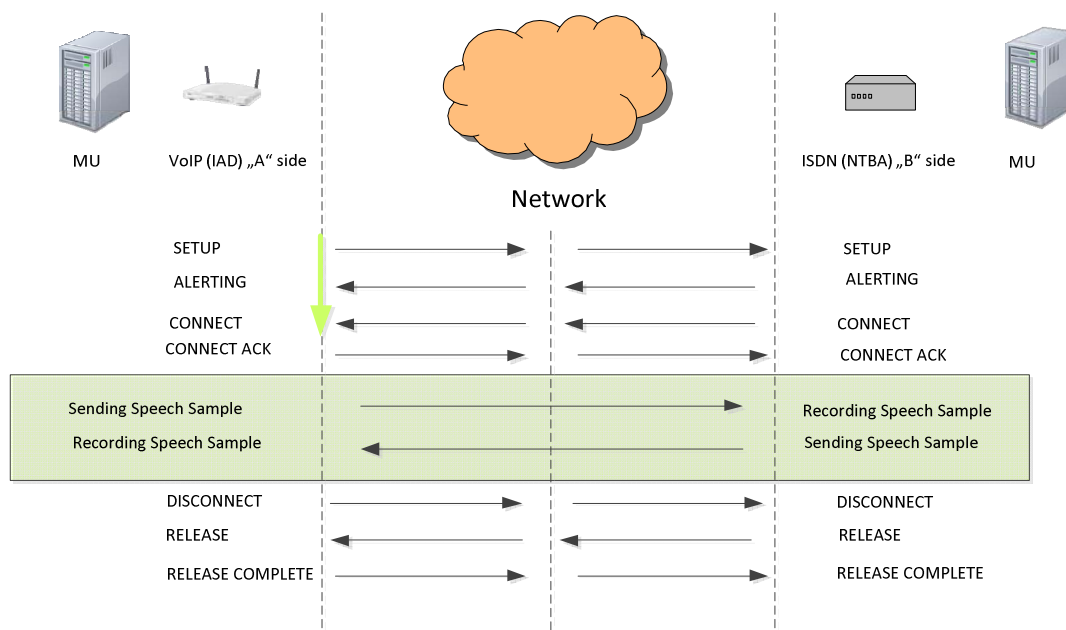 MU
VoIP (IAD) „A“ side
ISDN (NTBA) „B“ side
MU
Network
SETUP
SETUP
ALERTING
ALERTING
CONNECT
CONNECT
CONNECT ACK
CONNECT ACK
Sending Speech Sample
Recording Speech Sample
Recording Speech Sample
Sending Speech Sample
DISCONNECT
DISCONNECT
RELEASE
RELEASE
RELEASE COMPLETE
RELEASE COMPLETE